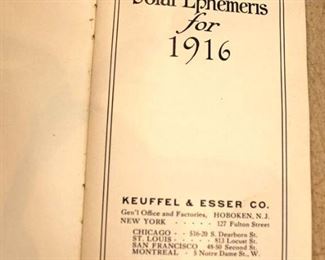 Solar Ephemeris
for
1916
KEUFFEL & ESSER CO.
Gen'l Office and Factories, HOBOKEN, N. J.
NEW YORK · · · · · 127 Fulton Street
CHICAGO · · 516-20 S. Dearborn St.
ST. LOUIS · · · · · 813 Locust St.
SAN FRANCISCO 48-50 Second St.
MONTREAL · 5 Notre Dame St., W.